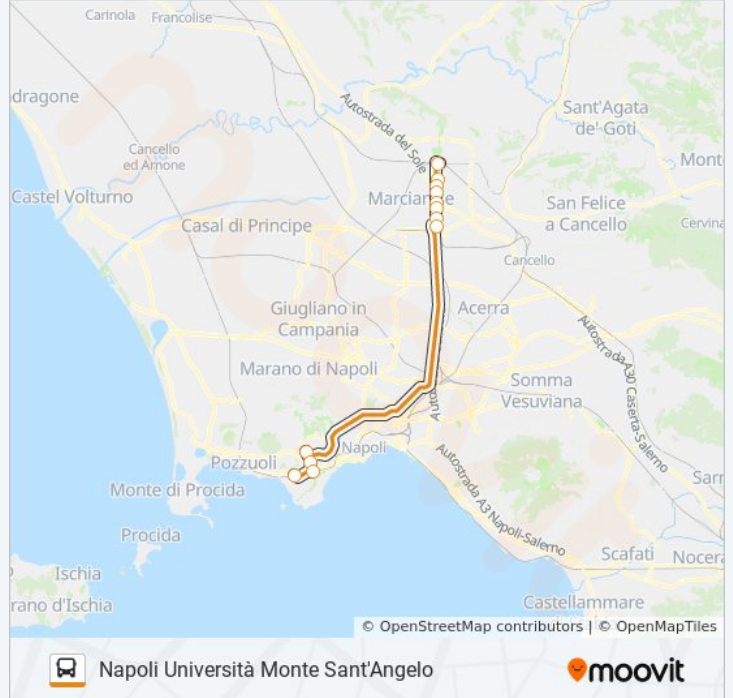 Carinola
Francolise
dragone
Autostrada del Sole
Sant'Agata
de' Goti
Cancello
ed Arnone
Mont
Castel Volturno
Marcianise
San Felice
a Cancello
Casal di Principe
Cervina
Cancello
Giugliano in
Campania
Acerra
Autostrada A30 Caserta-Salerno
Marano di Napoli
Somma
Vesuviana
Autos
Napoli
Pozzuoli
Autostrada A3 Napoli-Salerno
Sarn
Monte di Procida
Procida
Scafati
Nocera
Ischia
rano d'Ischia
Castellammare
© OpenStreetMap contributors | © OpenMapTiles
Napoli Università Monte Sant'Angelo
moovit